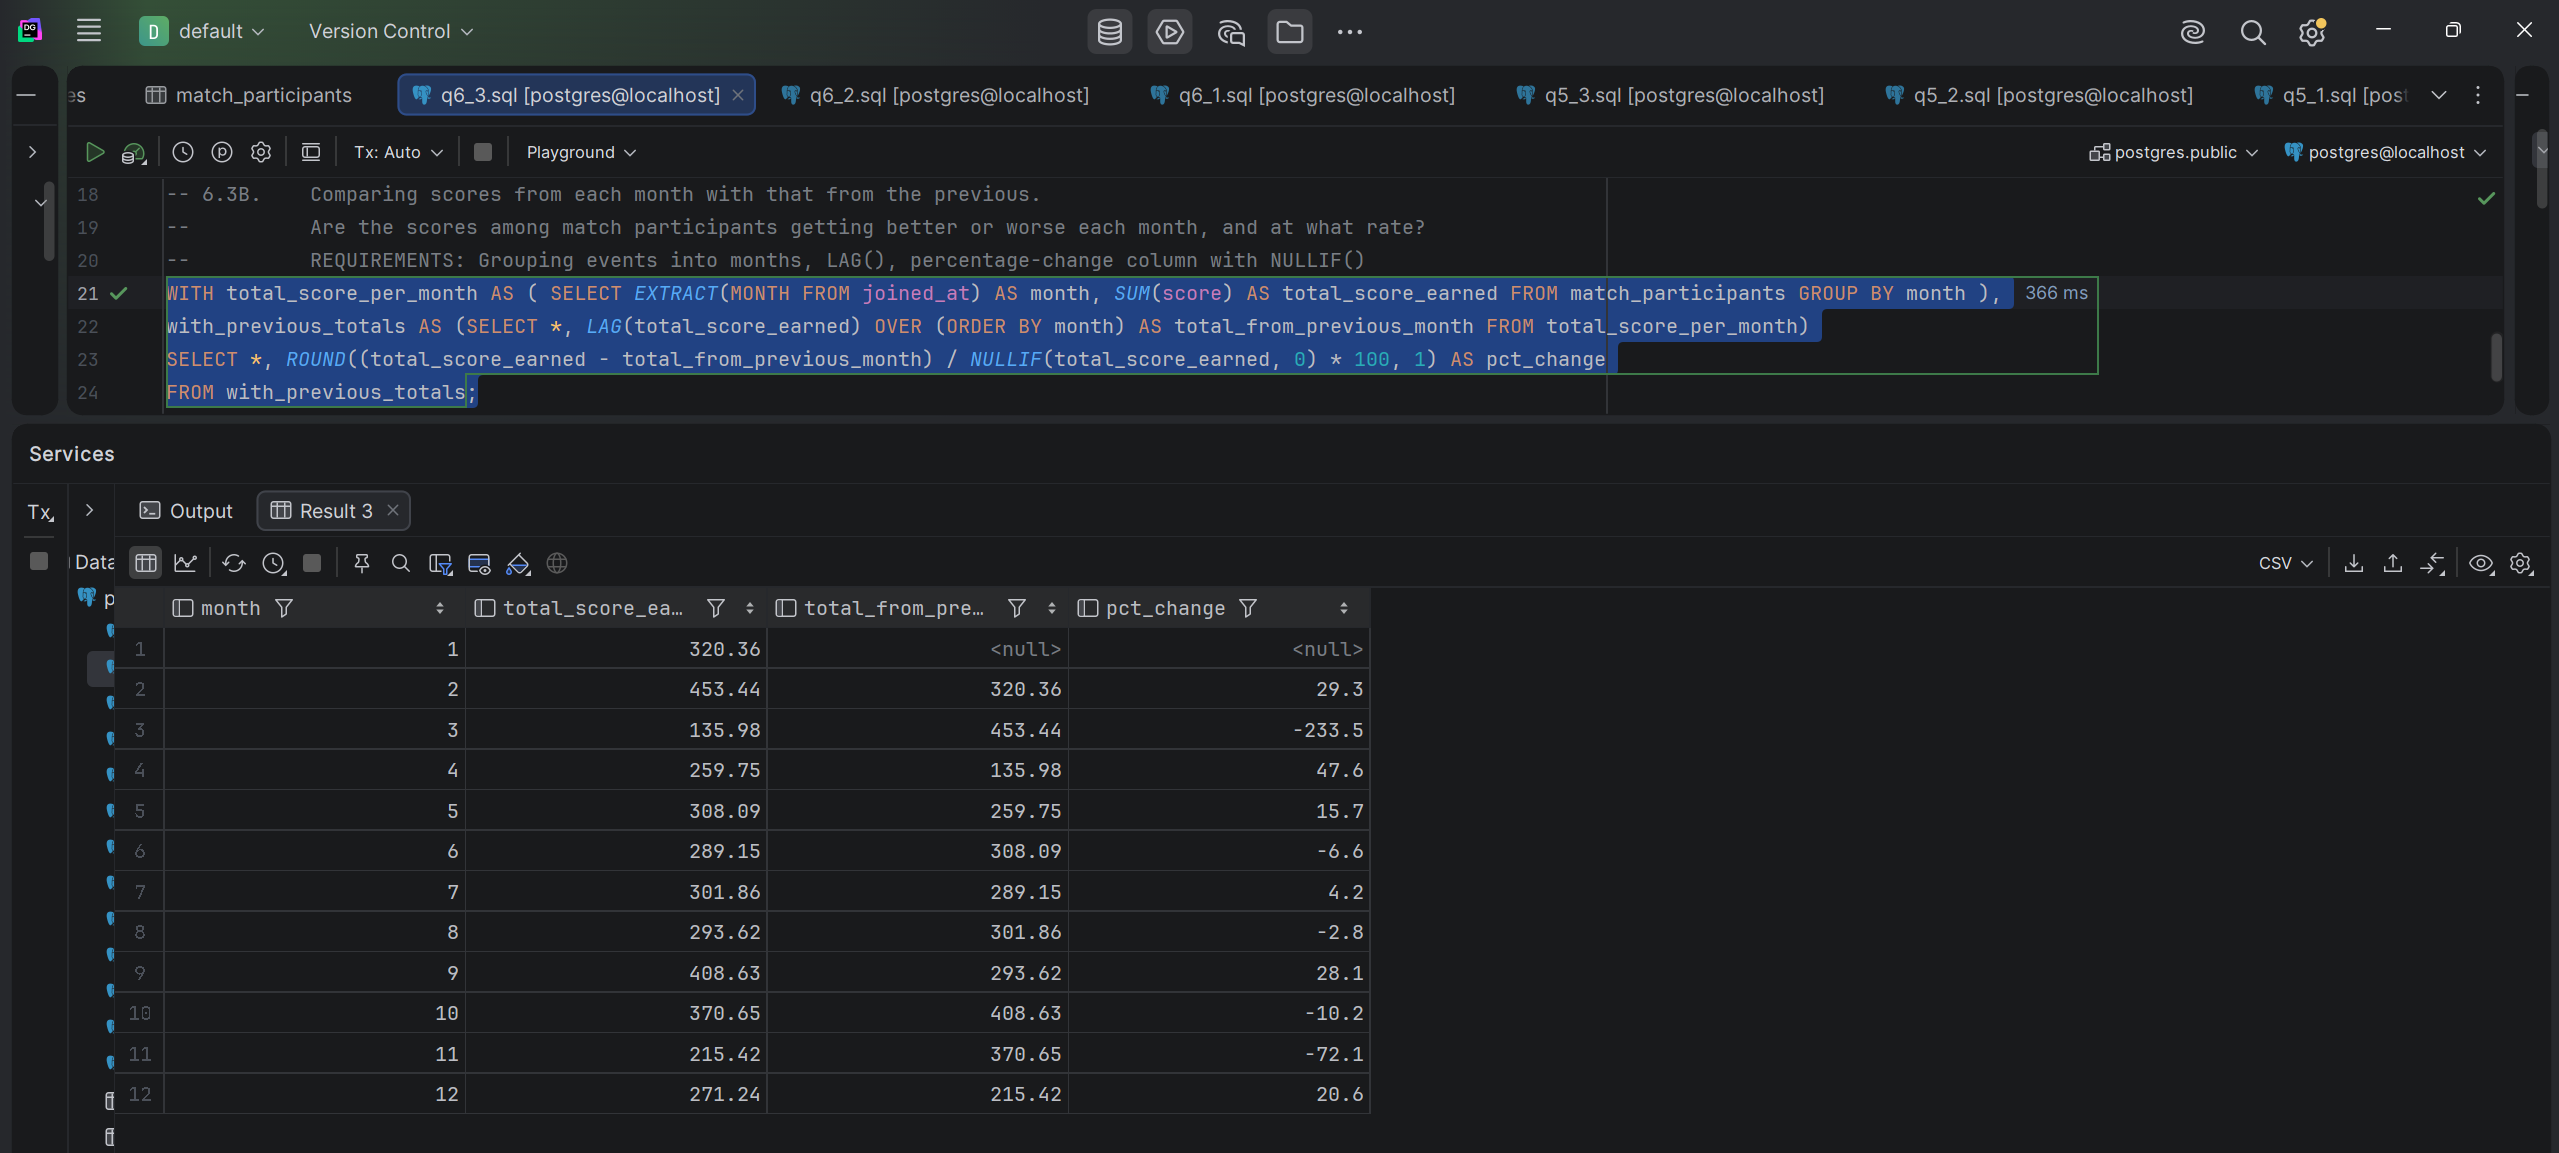 DG
D default Version Control
es match_participants q6_3.sql [postgres@localhost] q6_2.sql [postgres@localhost] q6_1.sql [postgres@localhost] q5_3.sql [postgres@localhost] q5_2.sql [postgres@localhost] q5_1.sql [post
Tx: Auto Playground postgres.public postgres@localhost
18 -- 6.3B. Comparing scores from each month with that from the previous.
19 -- Are the scores among match participants getting better or worse each month, and at what rate?
20 -- REQUIREMENTS: Grouping events into months, LAG(), percentage-change column with NULLIF()
21 WITH total_score_per_month AS ( SELECT EXTRACT(MONTH FROM joined_at) AS month, SUM(score) AS total_score_earned FROM match_participants GROUP BY month ), 366 ms
22 with_previous_totals AS (SELECT *, LAG(total_score_earned) OVER (ORDER BY month) AS total_from_previous_month FROM total_score_per_month)
23 SELECT *, ROUND((total_score_earned - total_from_previous_month) / NULLIF(total_score_earned, 0) * 100, 1) AS pct_change
24 FROM with_previous_totals;
Services
Tx Output Result 3
Data CSV
p month total_score_ea... total_from_pre... pct_change
1 1 320.36 <null> <null>
2 2 453.44 320.36 29.3
3 3 135.98 453.44 -233.5
4 4 259.75 135.98 47.6
5 5 308.09 259.75 15.7
6 6 289.15 308.09 -6.6
7 7 301.86 289.15 4.2
8 8 293.62 301.86 -2.8
9 9 408.63 293.62 28.1
10 10 370.65 408.63 -10.2
11 11 215.42 370.65 -72.1
12 12 271.24 215.42 20.6